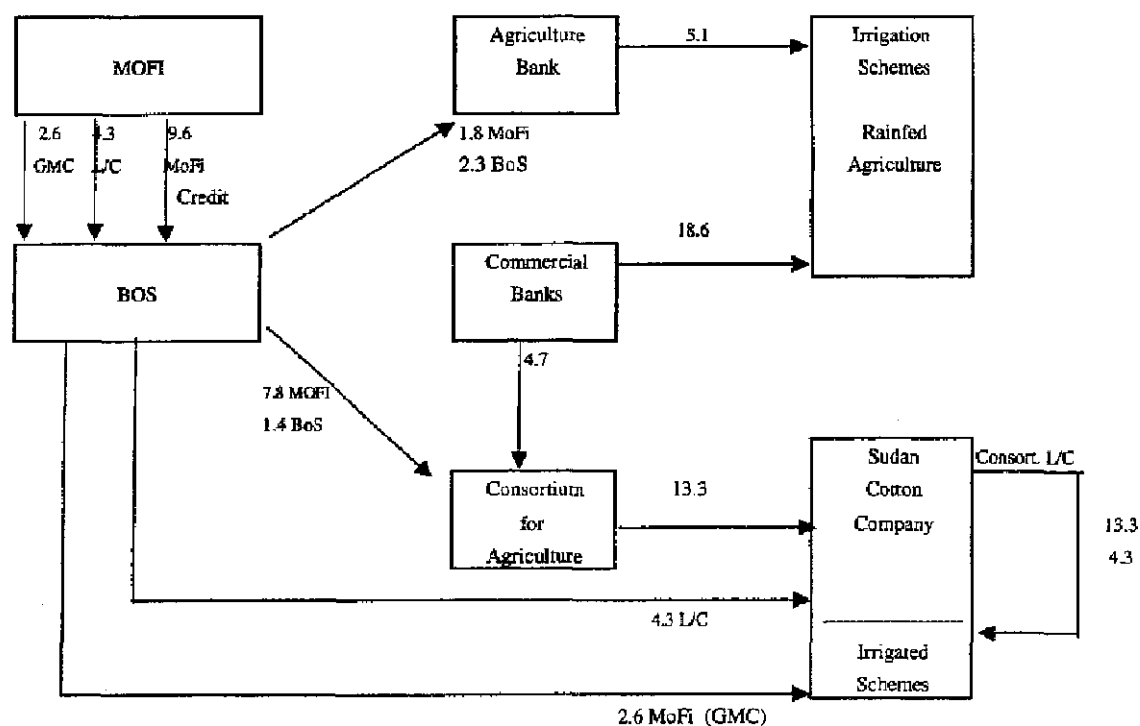 MOFI
2.6 4.3 9.6
GMC L/C MoFi
Credit
BOS
Agriculture
Bank
5.1
Irrigation
Schemes
Rainfed
Agriculture
1.8 MoFi
2.3 BoS
Commercial
Banks
18.6
4.7
7.8 MOFI
1.4 BoS
Consortium
for
Agriculture
13.3
Sudan
Cotton
Company
Consort. L/C
13.3
4.3
4.3 L/C
Irrigated
Schemes
2.6 MoFi (GMC)